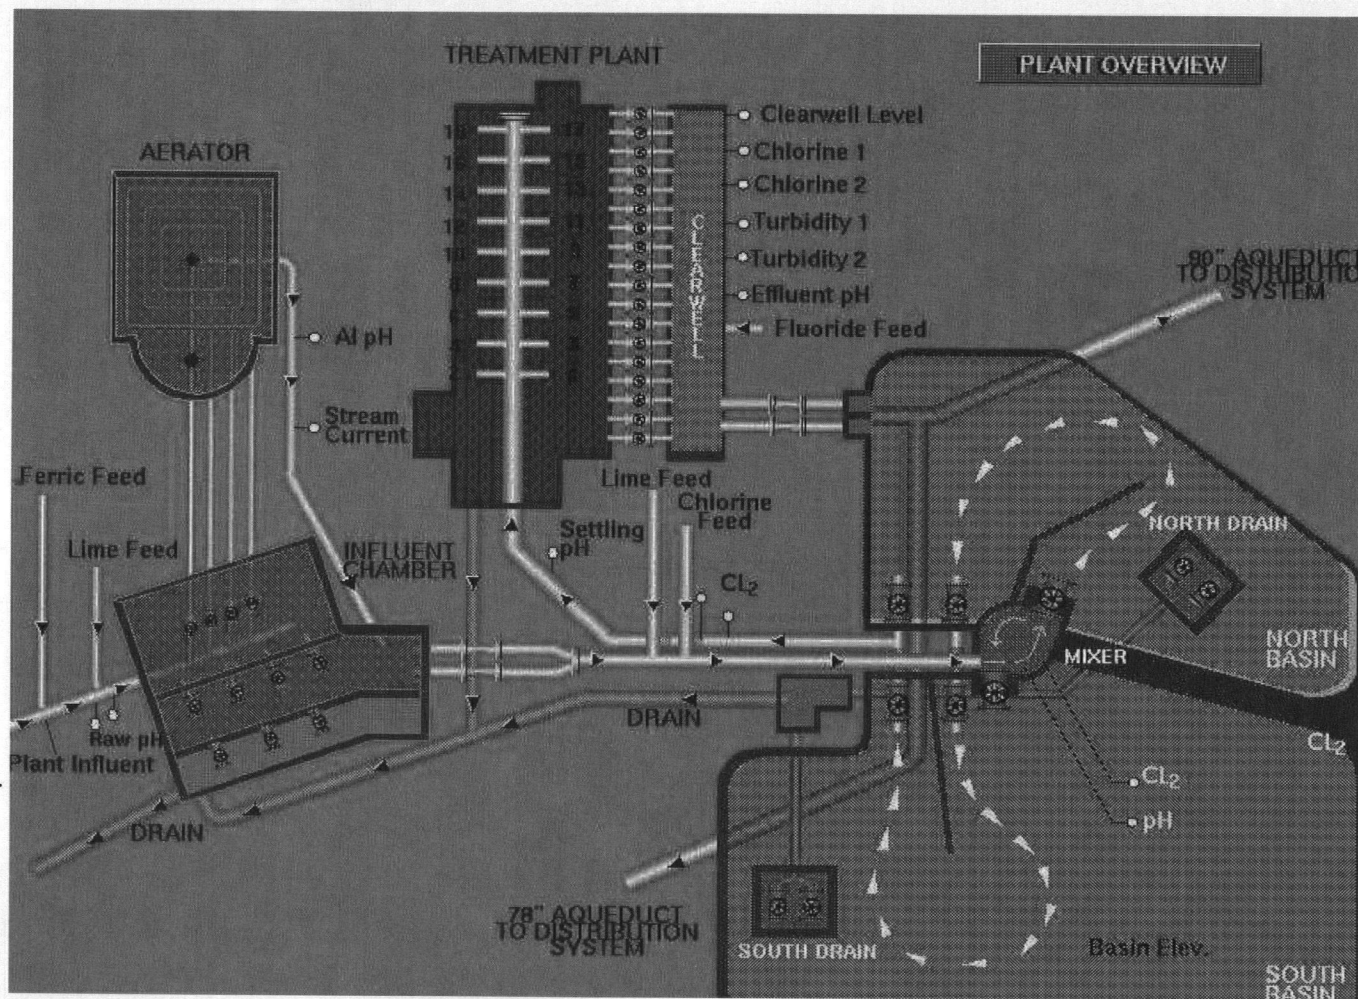 TREATMENT PLANT
PLANT OVERVIEW
Clearwell Level
AERATOR
Chlorine 1
Chlorine 2
Turbidity 1
CLEARWELL
Turbidity 2
90" AQUEDUCT
TO DISTRIBUTIO
SYSTEM
Effluent pH
Fluoride Feed
Al pH
Stream
Current
Ferric Feed
Lime Feed
Chlorine
Feed
Settling
pH
NORTH DRAIN
Lime Feed
INFLUENT
CHAMBER
CL2
NORTH
BASIN
MIXER
DRAIN
Raw pH
Plant Influent
CL2
CL2
pH
DRAIN
78" AQUEDUCT
TO DISTRIBUTION
SYSTEM
SOUTH DRAIN
Basin Elev.
SOUTH
BASIN